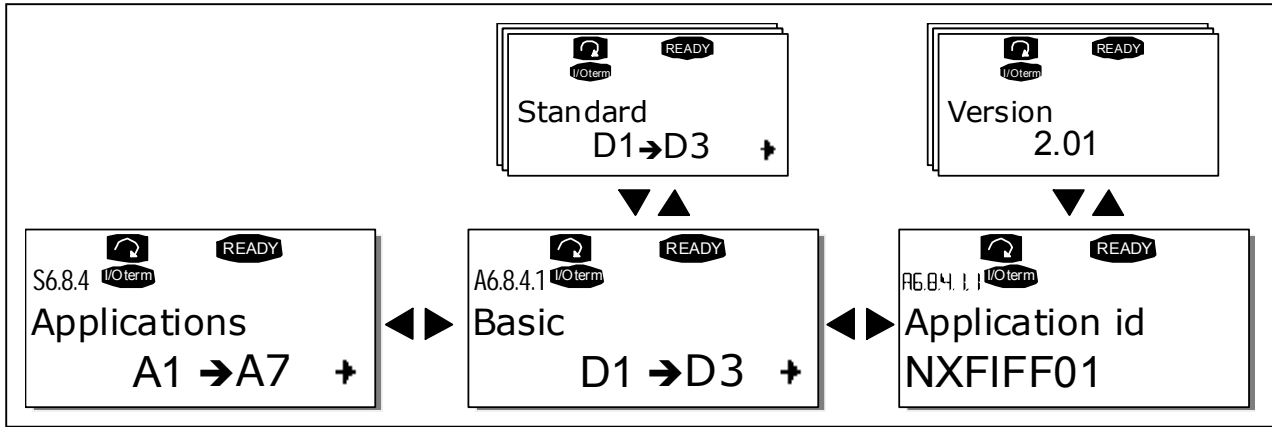 READY
I/Oterm
Standard
D1➔D3
READY
I/Oterm
Version
2.01
READY
S6.8.4 I/Oterm
Applications
A1 ➔A7
READY
A6.8.4.1 I/Oterm
Basic
D1 ➔D3
READY
A6.8.4.1.1 I/Oterm
Application id
NXFIFF01